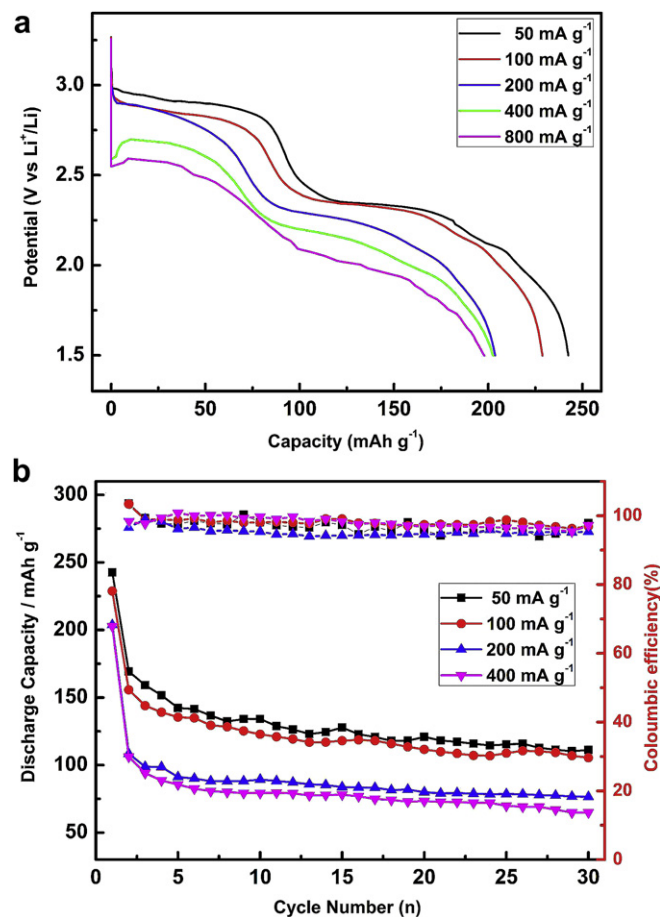 a
50 mA g⁻¹
100 mA g⁻¹
200 mA g⁻¹
400 mA g⁻¹
800 mA g⁻¹
3.0
2.5
2.0
1.5
Potential (V vs Li⁺/Li)
0 50 100 150 200 250
Capacity (mAh g⁻¹)
b
300
250
200
150
100
50
Discharge Capacity / mAh g⁻¹
50 mA g⁻¹
100 mA g⁻¹
200 mA g⁻¹
400 mA g⁻¹
100
80
60
40
20
0
Coloumbic efficiency(%)
0 5 10 15 20 25 30
Cycle Number (n)